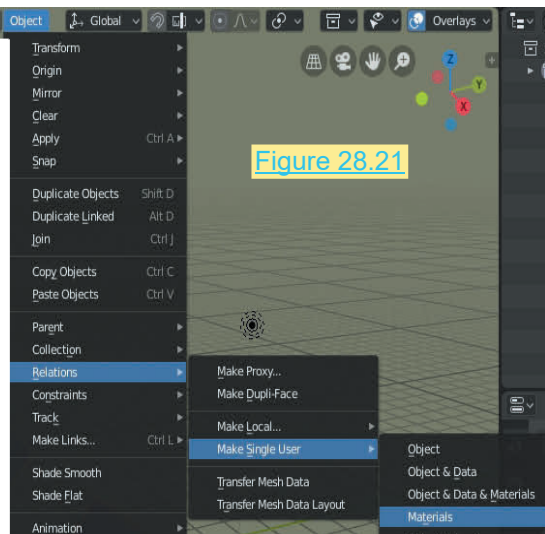 Object Global Overlays
Transform
Origin
Mirror
Clear
Apply Ctrl A
Snap
Z
Y
X
Figure 28.21
Duplicate Objects Shift D
Duplicate Linked Alt D
Join Ctrl J
Copy Objects Ctrl C
Paste Objects Ctrl V
Parent
Collection
Relations
Constraints
Track
Make Links... Ctrl L
Shade Smooth
Shade Flat
Animation
Make Proxy...
Make Dupli-Face
Make Local...
Make Single User
Transfer Mesh Data
Transfer Mesh Data Layout
Object
Object & Data
Object & Data & Materials
Materials